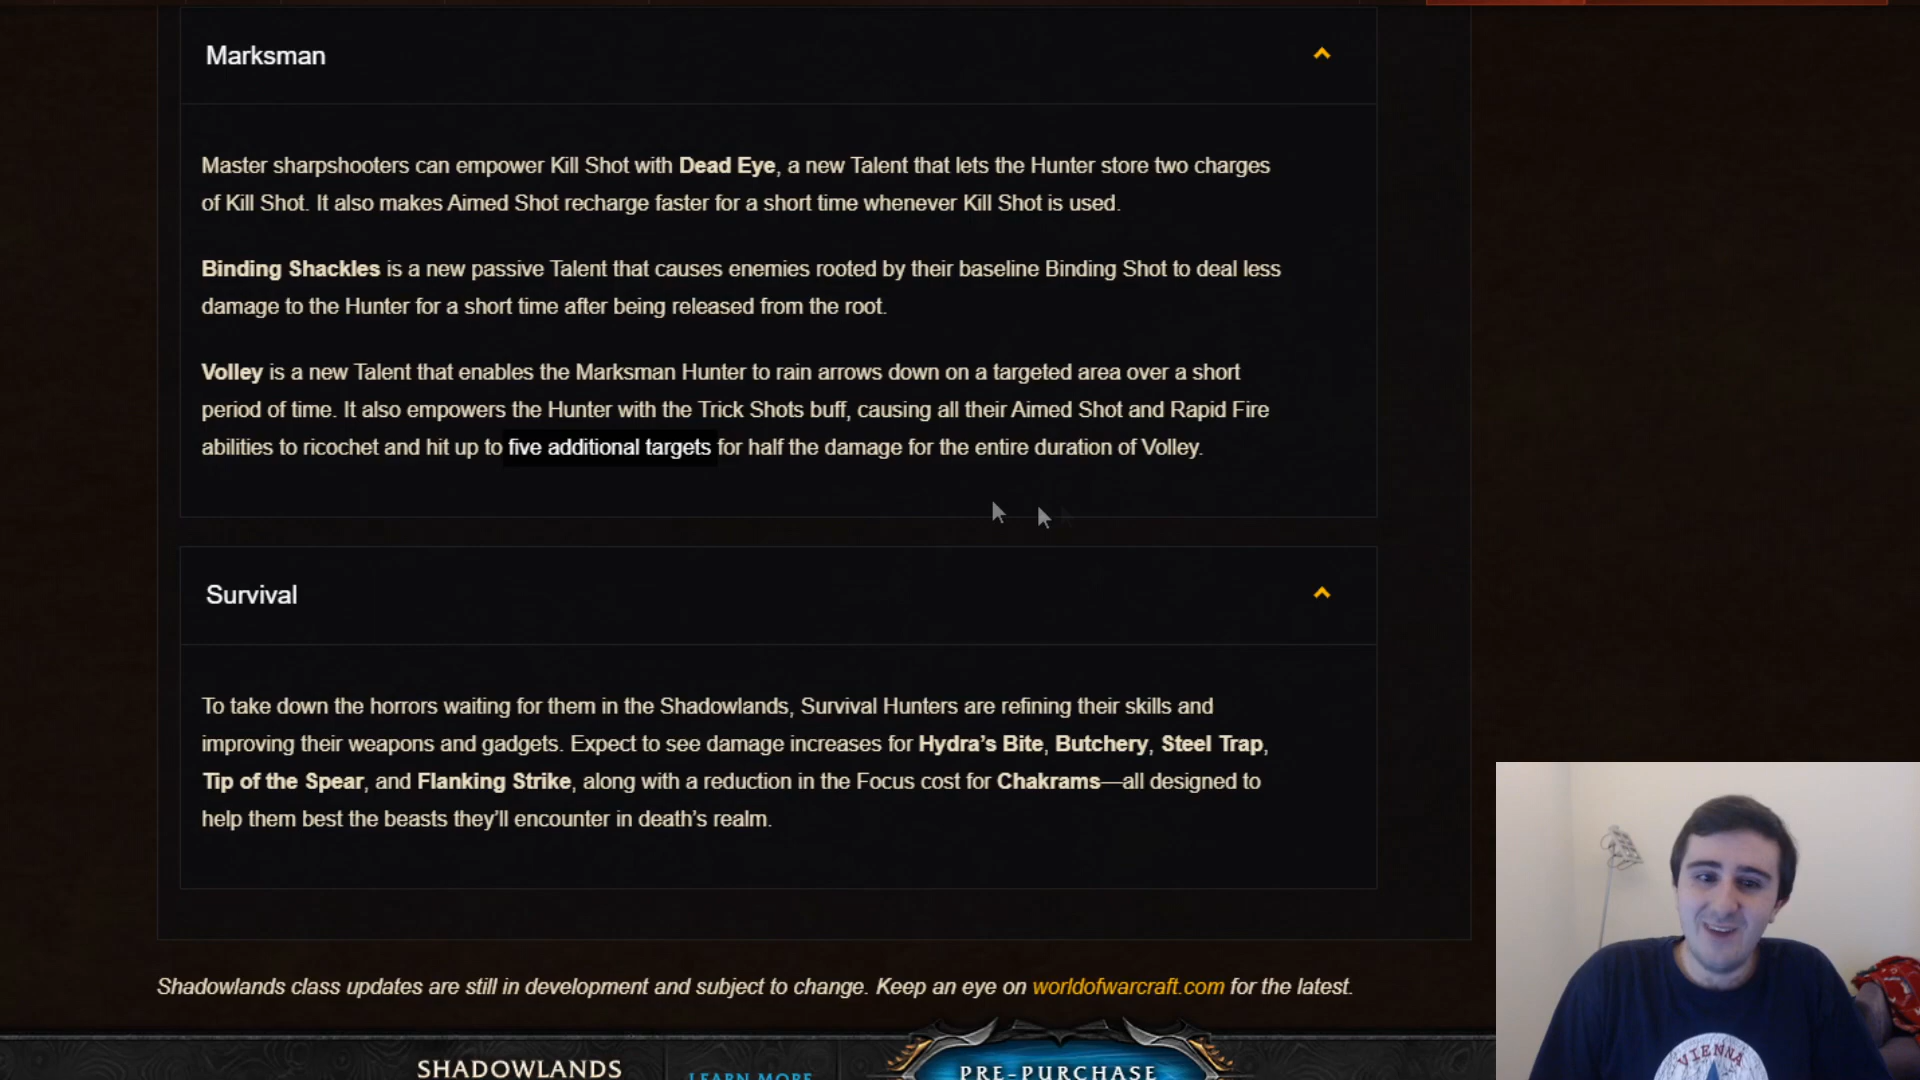 Marksman
Master sharpshooters can empower Kill Shot with Dead Eye, a new Talent that lets the Hunter store two charges
of Kill Shot. It also makes Aimed Shot recharge faster for a short time whenever Kill Shot is used.
Binding Shackles is a new passive Talent that causes enemies rooted by their baseline Binding Shot to deal less
damage to the Hunter for a short time after being released from the root.
Volley is a new Talent that enables the Marksman Hunter to rain arrows down on a targeted area over a short
period of time. It also empowers the Hunter with the Trick Shots buff, causing all their Aimed Shot and Rapid Fire
abilities to ricochet and hit up to five additional targets for half the damage for the entire duration of Volley.
Survival
To take down the horrors waiting for them in the Shadowlands, Survival Hunters are refining their skills and
improving their weapons and gadgets. Expect to see damage increases for Hydra’s Bite, Butchery, Steel Trap,
Tip of the Spear, and Flanking Strike, along with a reduction in the Focus cost for Chakrams—all designed to
help them best the beasts they’ll encounter in death’s realm.
Shadowlands class updates are still in development and subject to change. Keep an eye on worldofwarcraft.com for the latest.
SHADOWLANDS
LEARN MORE
PRE-PURCHASE
VIENNA